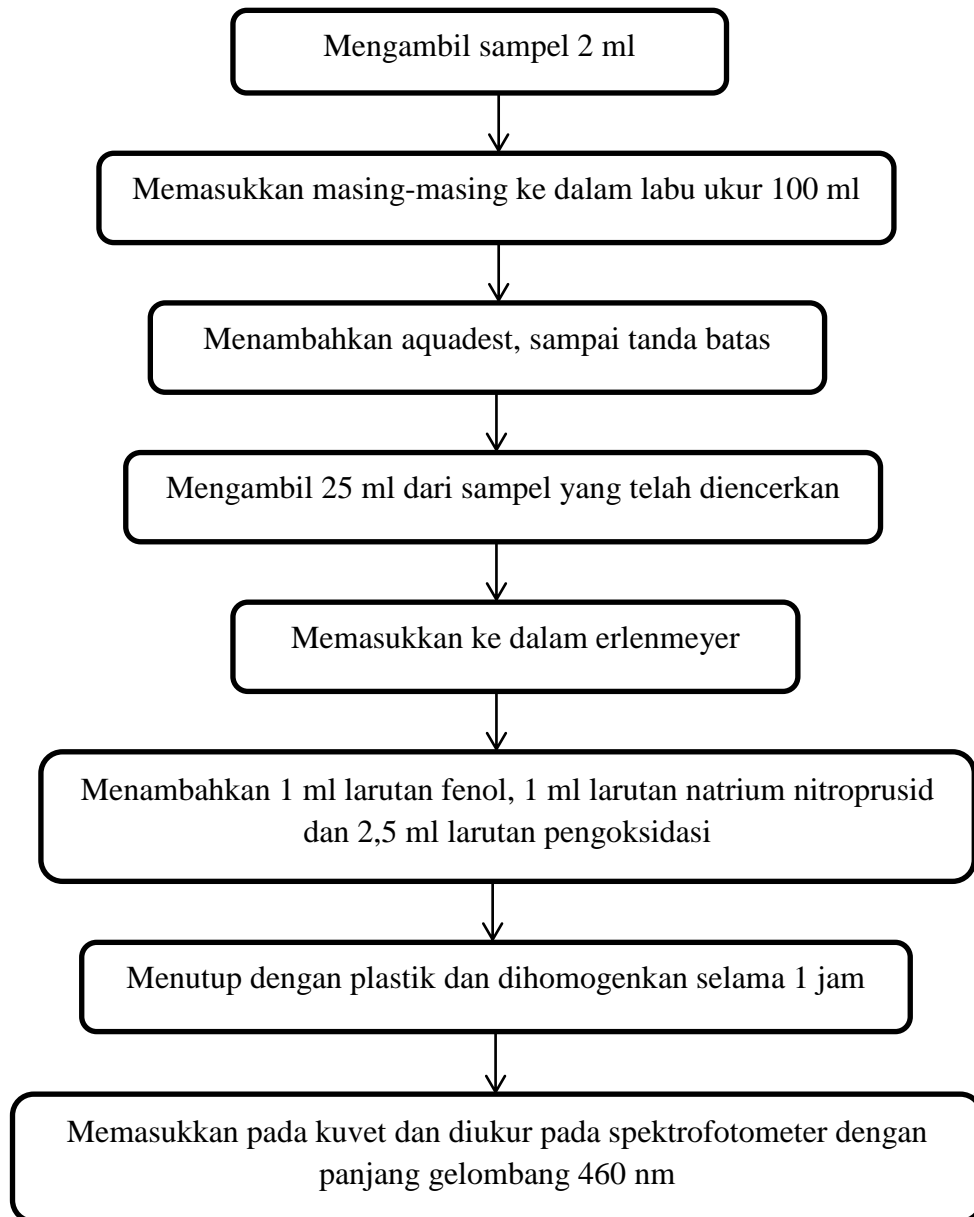 Mengambil sampel 2 ml
Memasukkan masing-masing ke dalam labu ukur 100 ml
Menambahkan aquadest, sampai tanda batas
Mengambil 25 ml dari sampel yang telah diencerkan
Memasukkan ke dalam erlenmeyer
Menambahkan 1 ml larutan fenol, 1 ml larutan natrium nitroprusid
dan 2,5 ml larutan pengoksidasi
Menutup dengan plastik dan dihomogenkan selama 1 jam
Memasukkan pada kuvet dan diukur pada spektrofotometer dengan
panjang gelombang 460 nm